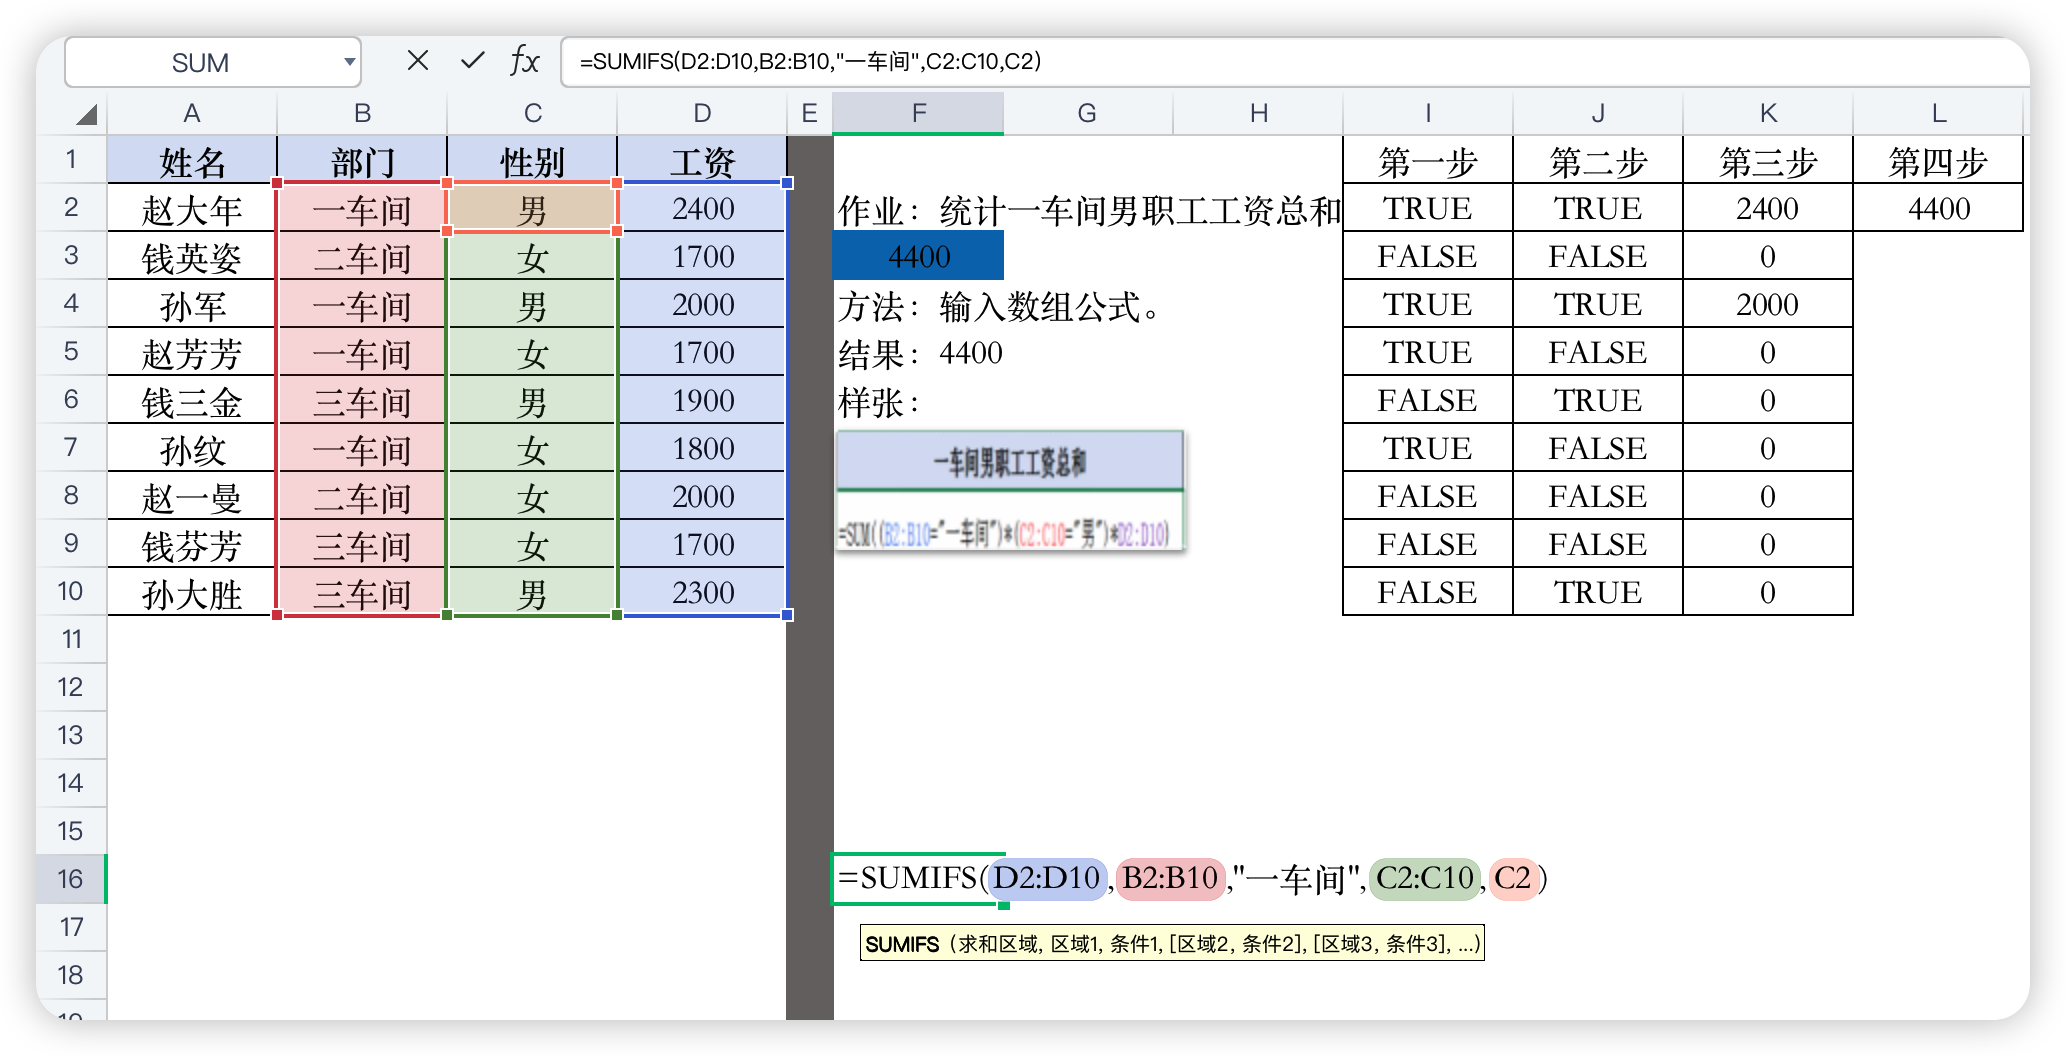 SUM fx =SUMIFS(D2:D10,B2:B10,"一车间",C2:C10,C2)
A B C D E F G H I J K L
1 姓名 部门 性别 工资 第一步 第二步 第三步 第四步
2 赵大年 一车间 男 2400 作业：统计一车间男职工工资总和 TRUE TRUE 2400 4400
3 钱英姿 二车间 女 1700 4400 FALSE FALSE 0
4 孙军 一车间 男 2000 方法：输入数组公式。 TRUE TRUE 2000
5 赵芳芳 一车间 女 1700 结果：4400 TRUE FALSE 0
6 钱三金 三车间 男 1900 样张： FALSE TRUE 0
7 孙纹 一车间 女 1800 一车间男职工工资总和 TRUE FALSE 0
8 赵一曼 二车间 女 2000 FALSE FALSE 0
9 钱芬芳 三车间 女 1700 =SUM((B2:B10="一车间")*(C2:C10="男")*D2:D10) FALSE FALSE 0
10 孙大胜 三车间 男 2300 FALSE TRUE 0
11
12
13
14
15
16 =SUMIFS(D2:D10,B2:B10,"一车间",C2:C10,C2)
17
SUMIFS（求和区域, 区域1, 条件1, [区域2, 条件2], [区域3, 条件3], ...)
18
19